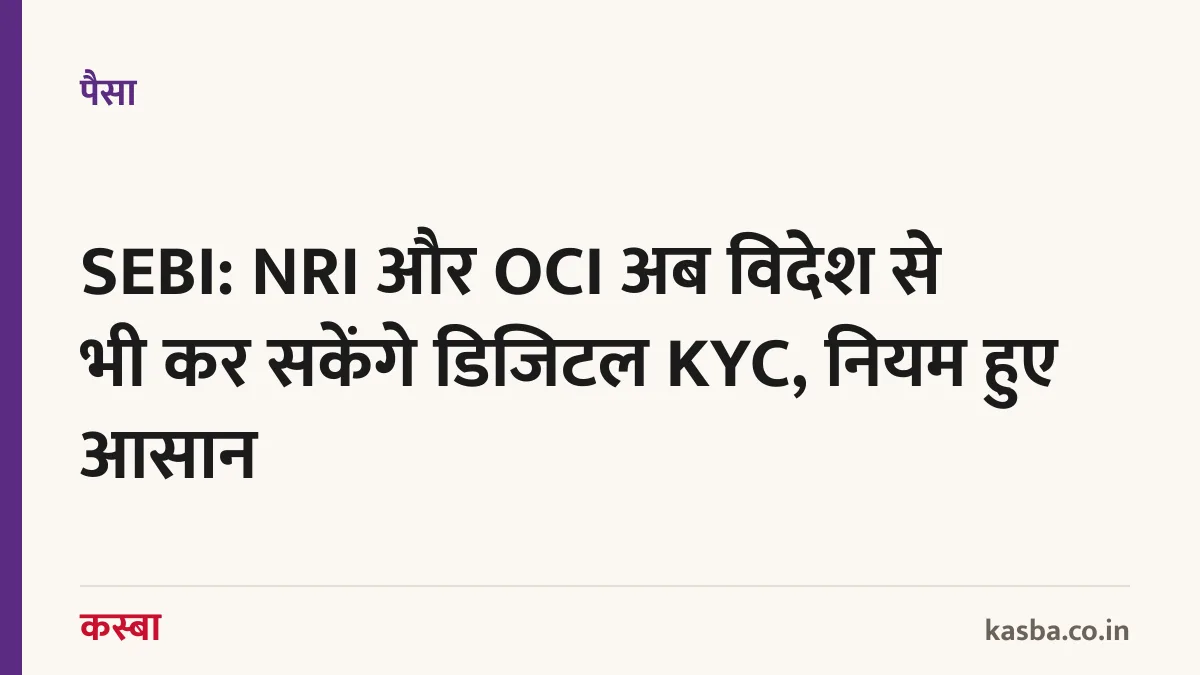 पैसा
SEBI: NRI और OCI अब विदेश से
भी कर सकेंगे डिजिटल KYC, नियम हुए
आसान
कस्बा
kasba.co.in